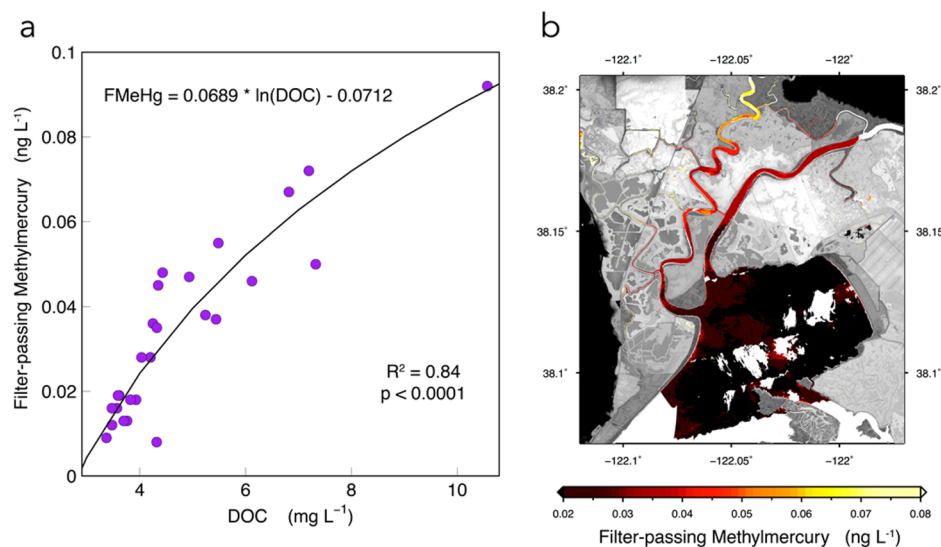 a
FMeHg = 0.0689 * ln(DOC) - 0.0712
R² = 0.84
p < 0.0001
Filter-passing Methylmercury (ng L⁻¹)
0.1
0.08
0.06
0.04
0.02
0
4 6 8 10
DOC (mg L⁻¹)
b
−122.1˚ −122.05˚ −122˚
38.2˚ 38.2˚
38.15˚ 38.15˚
38.1˚ 38.1˚
−122.1˚ −122.05˚ −122˚
0.02 0.03 0.04 0.05 0.06 0.07 0.08
Filter-passing Methylmercury (ng L⁻¹)